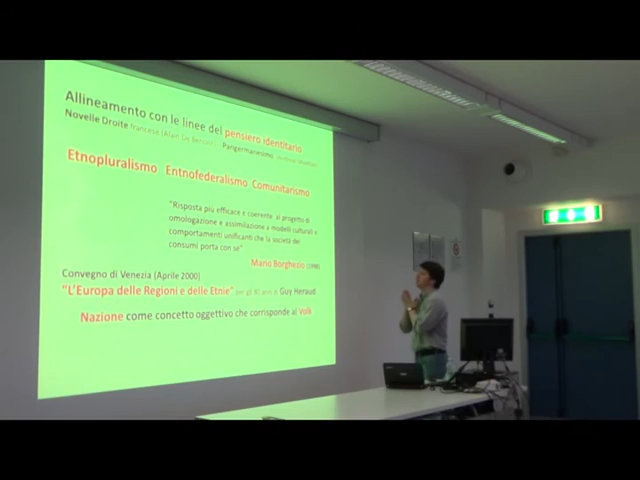 Allineamento con le linee del pensiero identitario
Novelle Droite francese (Alain De Benoist) - Pangermanesimo
Etnopluralismo Entnofederalismo Comunitarismo
"Risposta più efficace e coerente al progetto di
omologazione e assimilazione a modelli culturali e
comportamenti unificanti che la società dei
consumi porta con sé"
Mario Borghezio (1998)
Convegno di Venezia (Aprile 2000)
"L'Europa delle Regioni e delle Etnie" per gli 80 anni di Guy Heraud
Nazione come concetto oggettivo che corrisponde al Volk